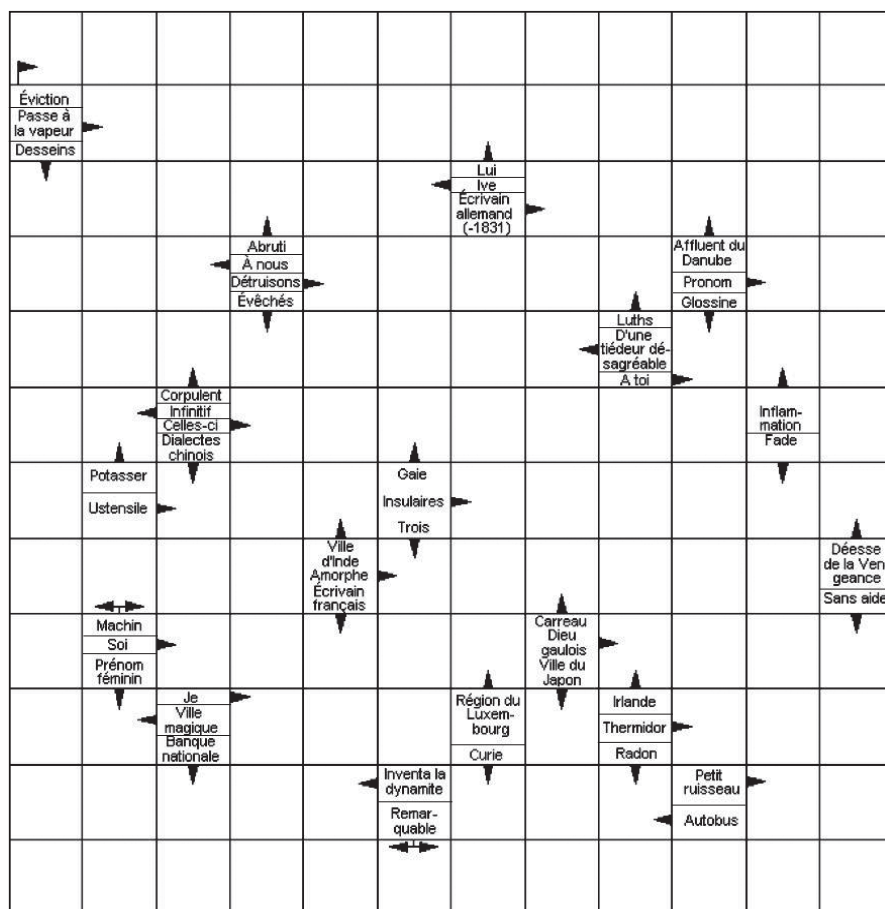 Éviction
Passe à
la vapeur
Desseins
Lui
Ive
Écrivain
allemand
(-1831)
Abruti
À nous
Détruisons
Évêchés
Affluent du
Danube
Pronom
Glossine
Luths
D'une
tiédeur dé-
sagréable
A toi
Corpulent
Infinitif
Celles-ci
Dialectes
chinois
Inflam-
mation
Fade
Potasser
Ustensile
Gaie
Insulaires
Trois
Ville
d'Inde
Amorphe
Écrivain
français
Déesse
de la Ven
geance
Sans aide
Machin
Soi
Prénom
féminin
Carreau
Dieu
gaulois
Ville du
Japon
Je
Ville
magique
Banque
nationale
Région du
Luxem-
bourg
Curie
Irlande
Thermidor
Radon
Inventa la
dynamite
Remar-
quable
Petit
ruisseau
Autobus